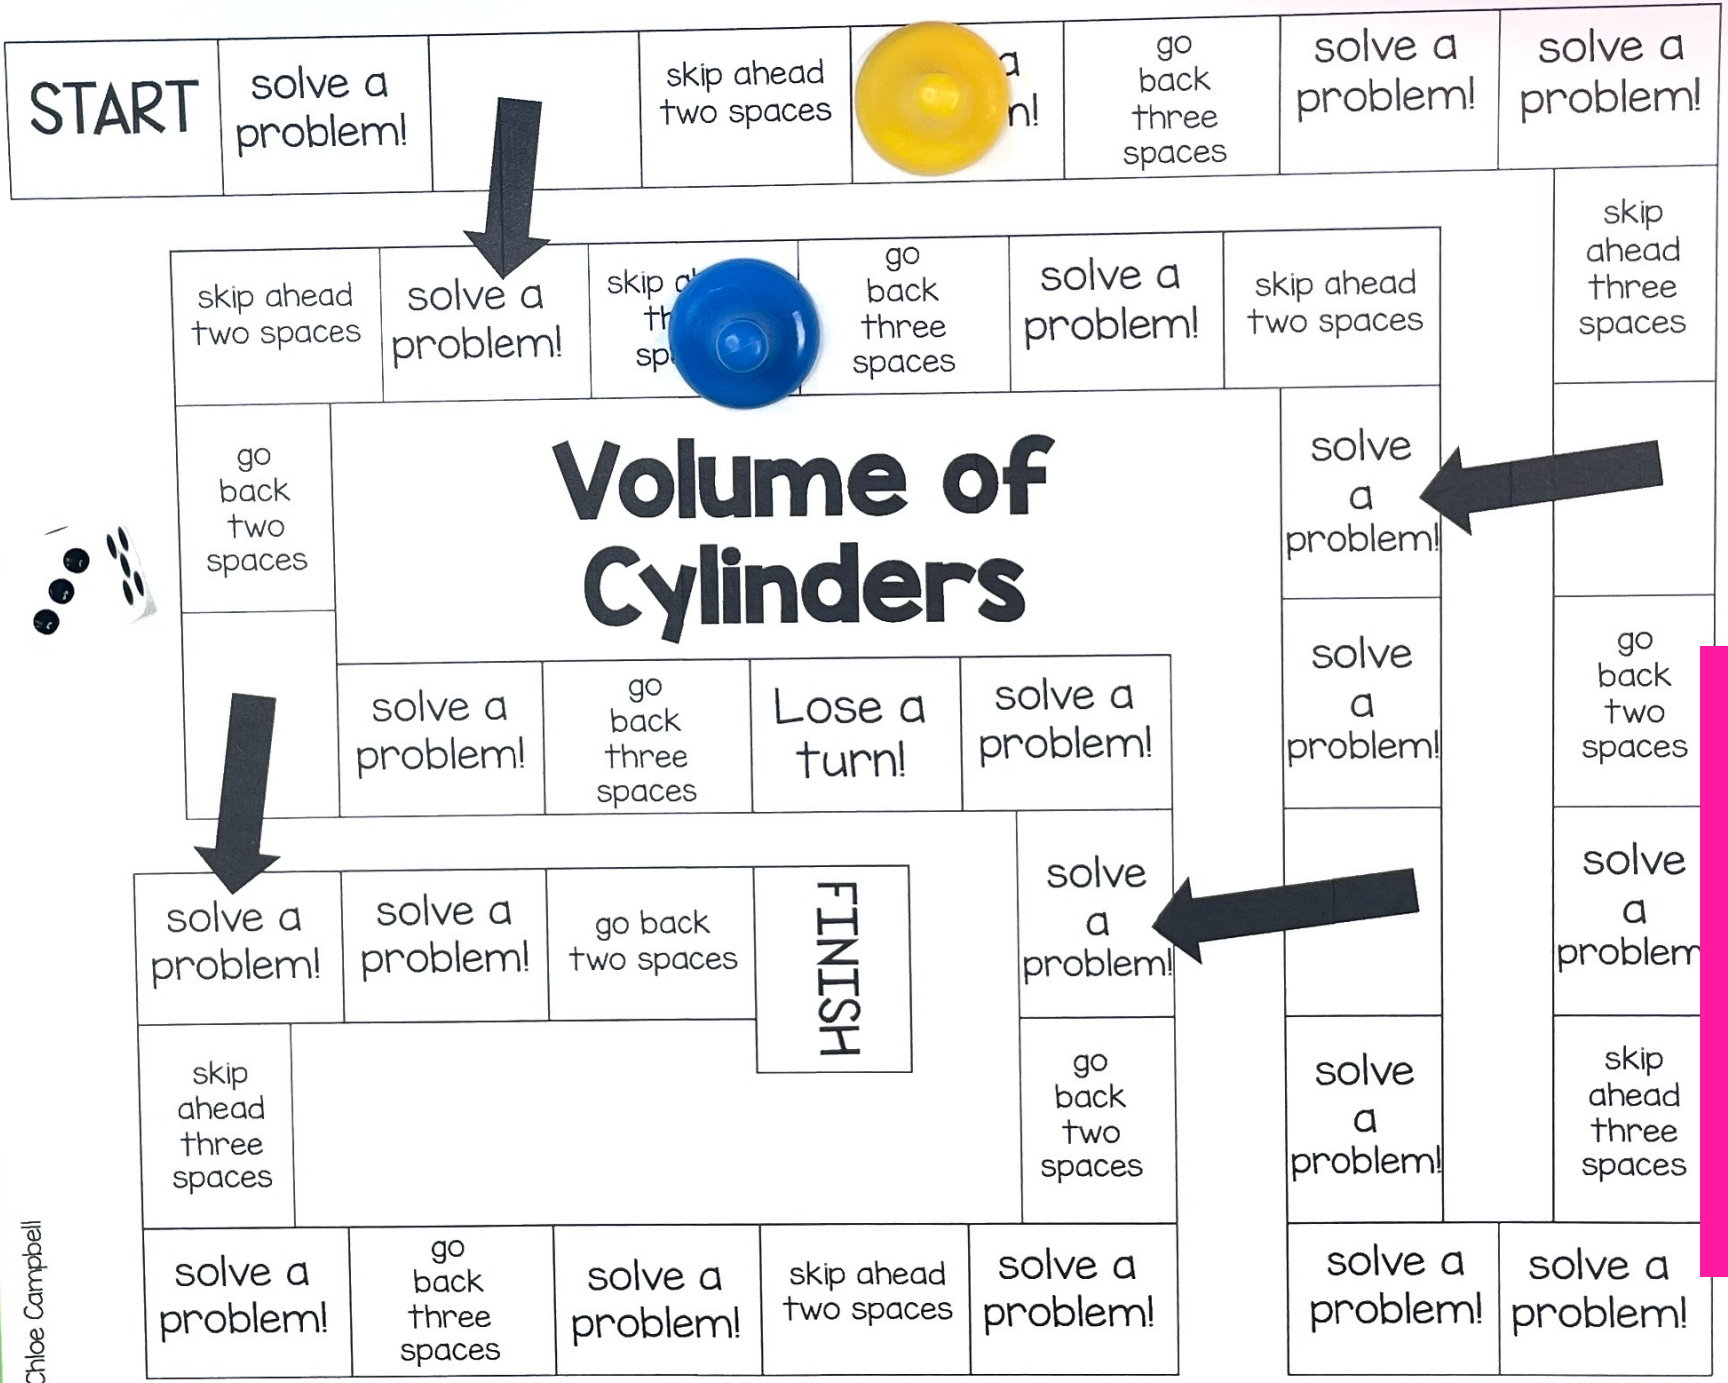 START
solve a
problem!
skip ahead
two spaces
a
n!
go
back
three
spaces
solve a
problem!
solve a
problem!
skip
ahead
three
spaces
go
back
two
spaces
solve
a
problem
skip
ahead
three
spaces
solve a
problem!
solve a
problem!
solve
a
problem!
solve
a
problem!
solve
a
problem!
skip ahead
two spaces
solve a
problem!
go
back
three
spaces
skip
solve a
problem!
skip ahead
two spaces
go
back
two
spaces
Volume of
Cylinders
solve a
problem!
go
back
three
spaces
Lose a
turn!
solve a
problem!
solve
a
problem!
go
back
two
spaces
solve a
problem!
skip ahead
two spaces
solve a
problem!
go
back
three
spaces
solve a
problem!
skip
ahead
three
spaces
solve a
problem!
solve a
problem!
go back
two spaces
FINISH
Chloe Campbell